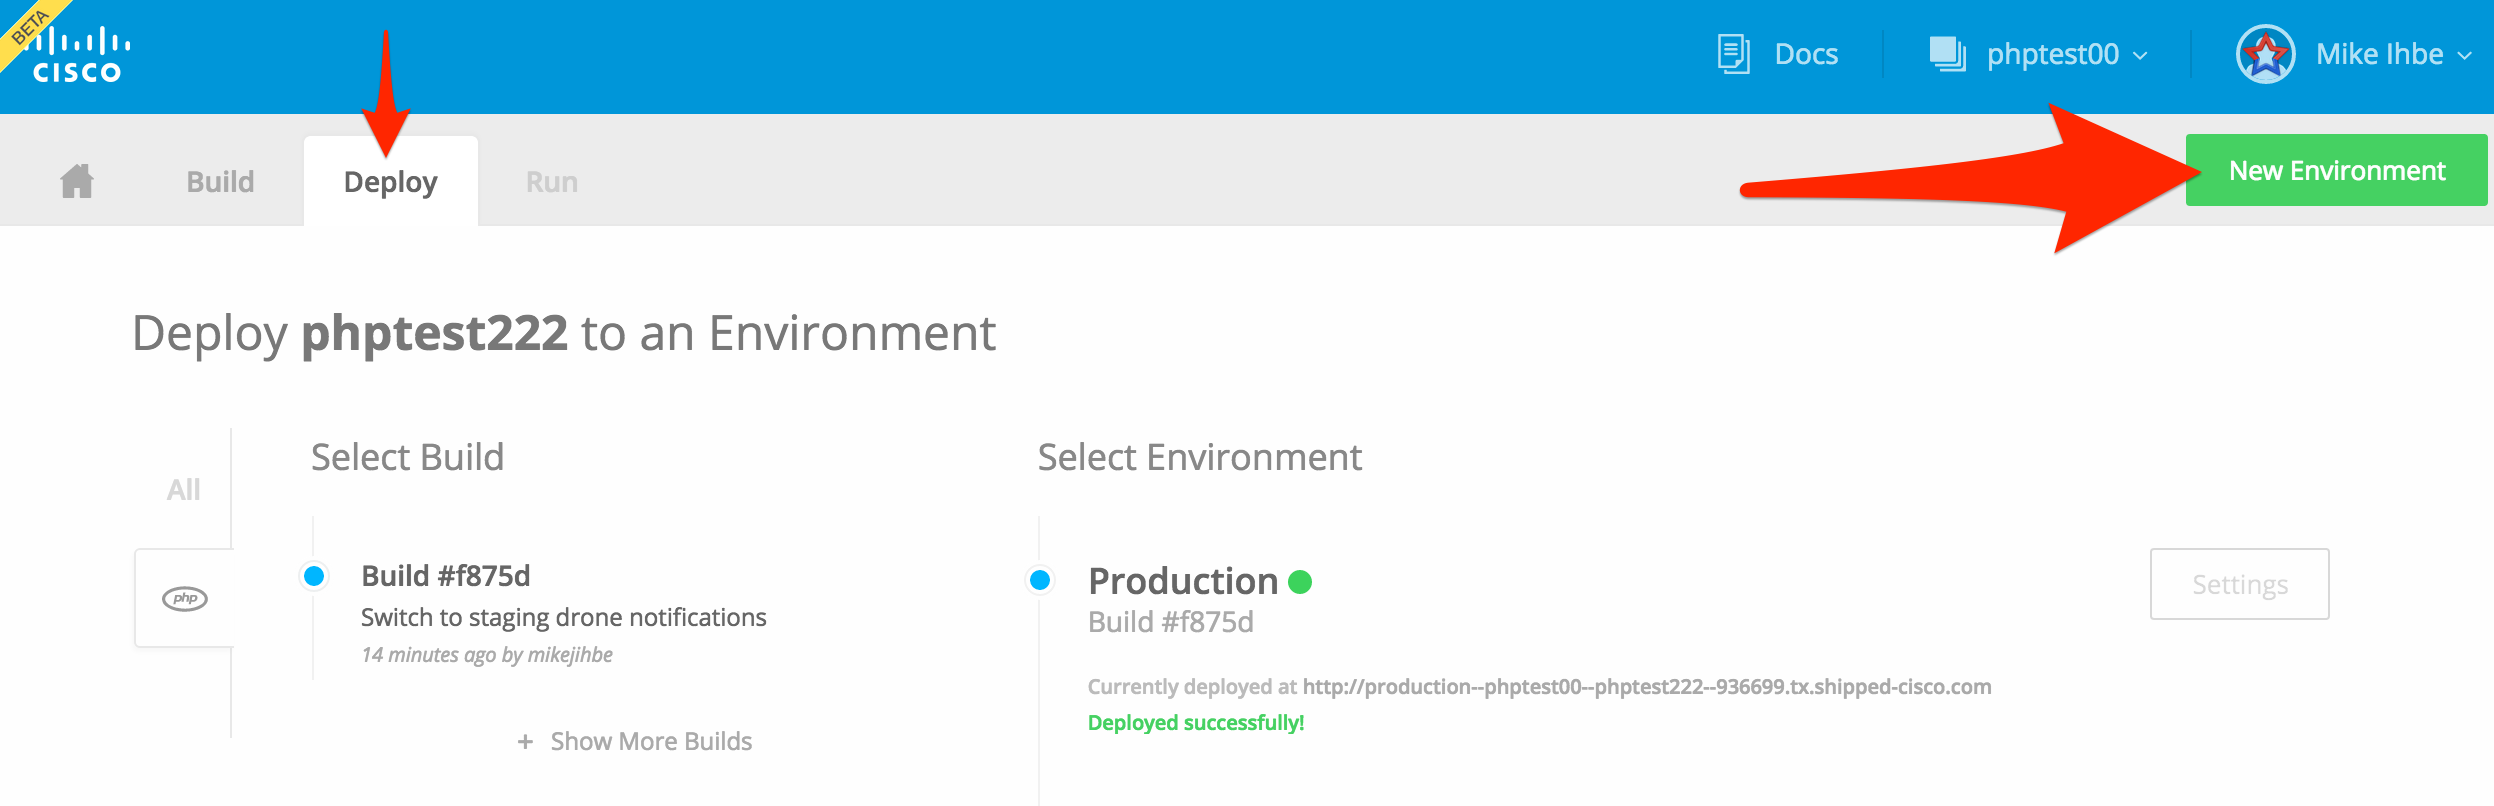 BETA
CISCO
Docs
phptest00
Mike Ihbe
Build
Deploy
Run
New Environment
Deploy phptest222 to an Environment
All
php
Select Build
Build #f875d
Switch to staging drone notifications
14 minutes ago by mikejihbe
+ Show More Builds
Select Environment
Production
Build #f875d
Settings
Currently deployed at http://production--phptest00--phptest222--936699.tx.shipped-cisco.com
Deployed successfully!